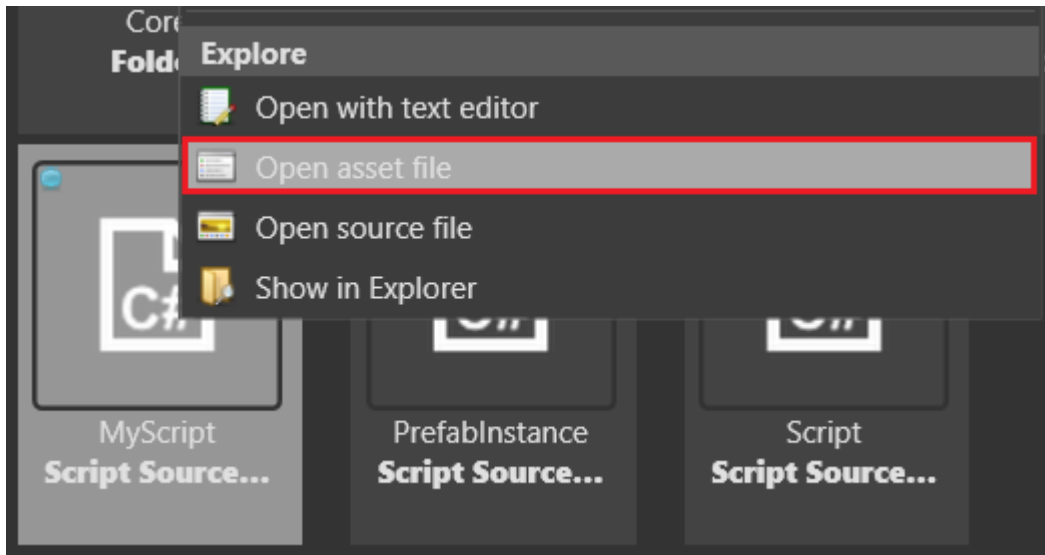 Core
Folde
Explore
Open with text editor
Open asset file
Open source file
Show in Explorer
C#
C#
C#
MyScript
Script Source...
PrefabInstance
Script Source...
Script
Script Source...